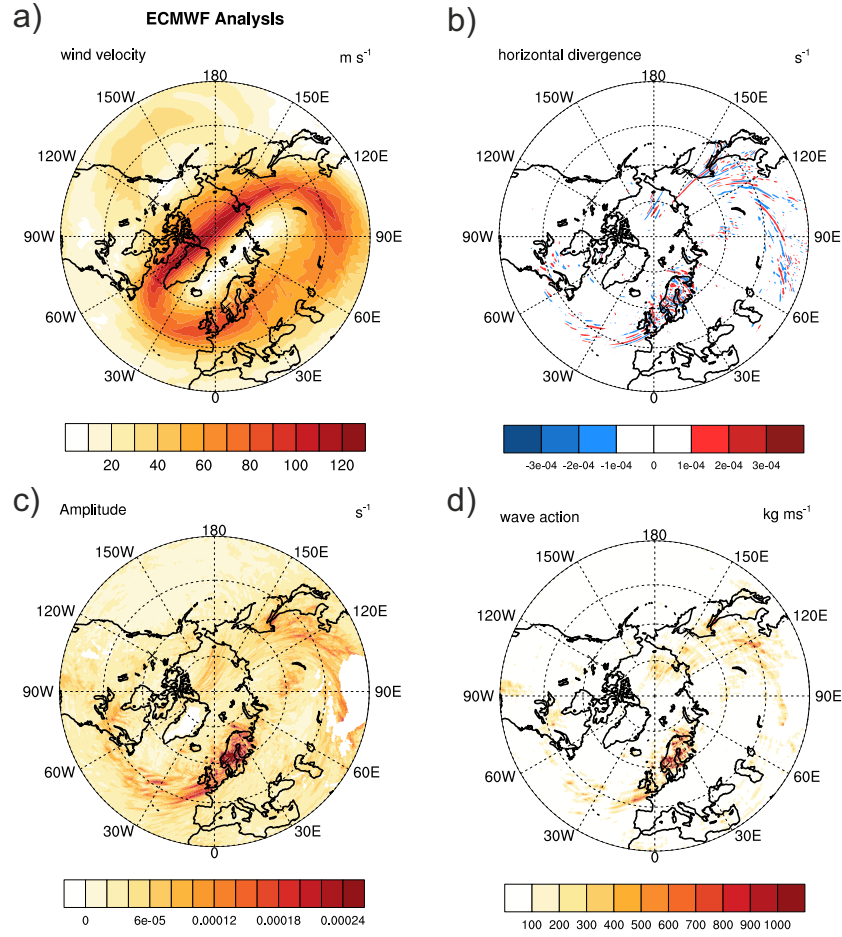 a) ECMWF Analysis
wind velocity m s⁻¹
180
150W 150E
120W 120E
90W 90E
60W 60E
30W 30E
0
20 40 60 80 100 120
b)
horizontal divergence s⁻¹
180
150W 150E
120W 120E
90W 90E
60W 60E
30W 30E
0
-3e-04 -2e-04 -1e-04 0 1e-04 2e-04 3e-04
c)
Amplitude s⁻¹
180
150W 150E
120W 120E
90W 90E
60W 60E
30W 30E
0
0 6e-05 0.00012 0.00018 0.00024
d)
wave action kg ms⁻¹
180
150W 150E
120W 120E
90W 90E
60W 60E
30W 30E
0
100 200 300 400 500 600 700 800 900 1000